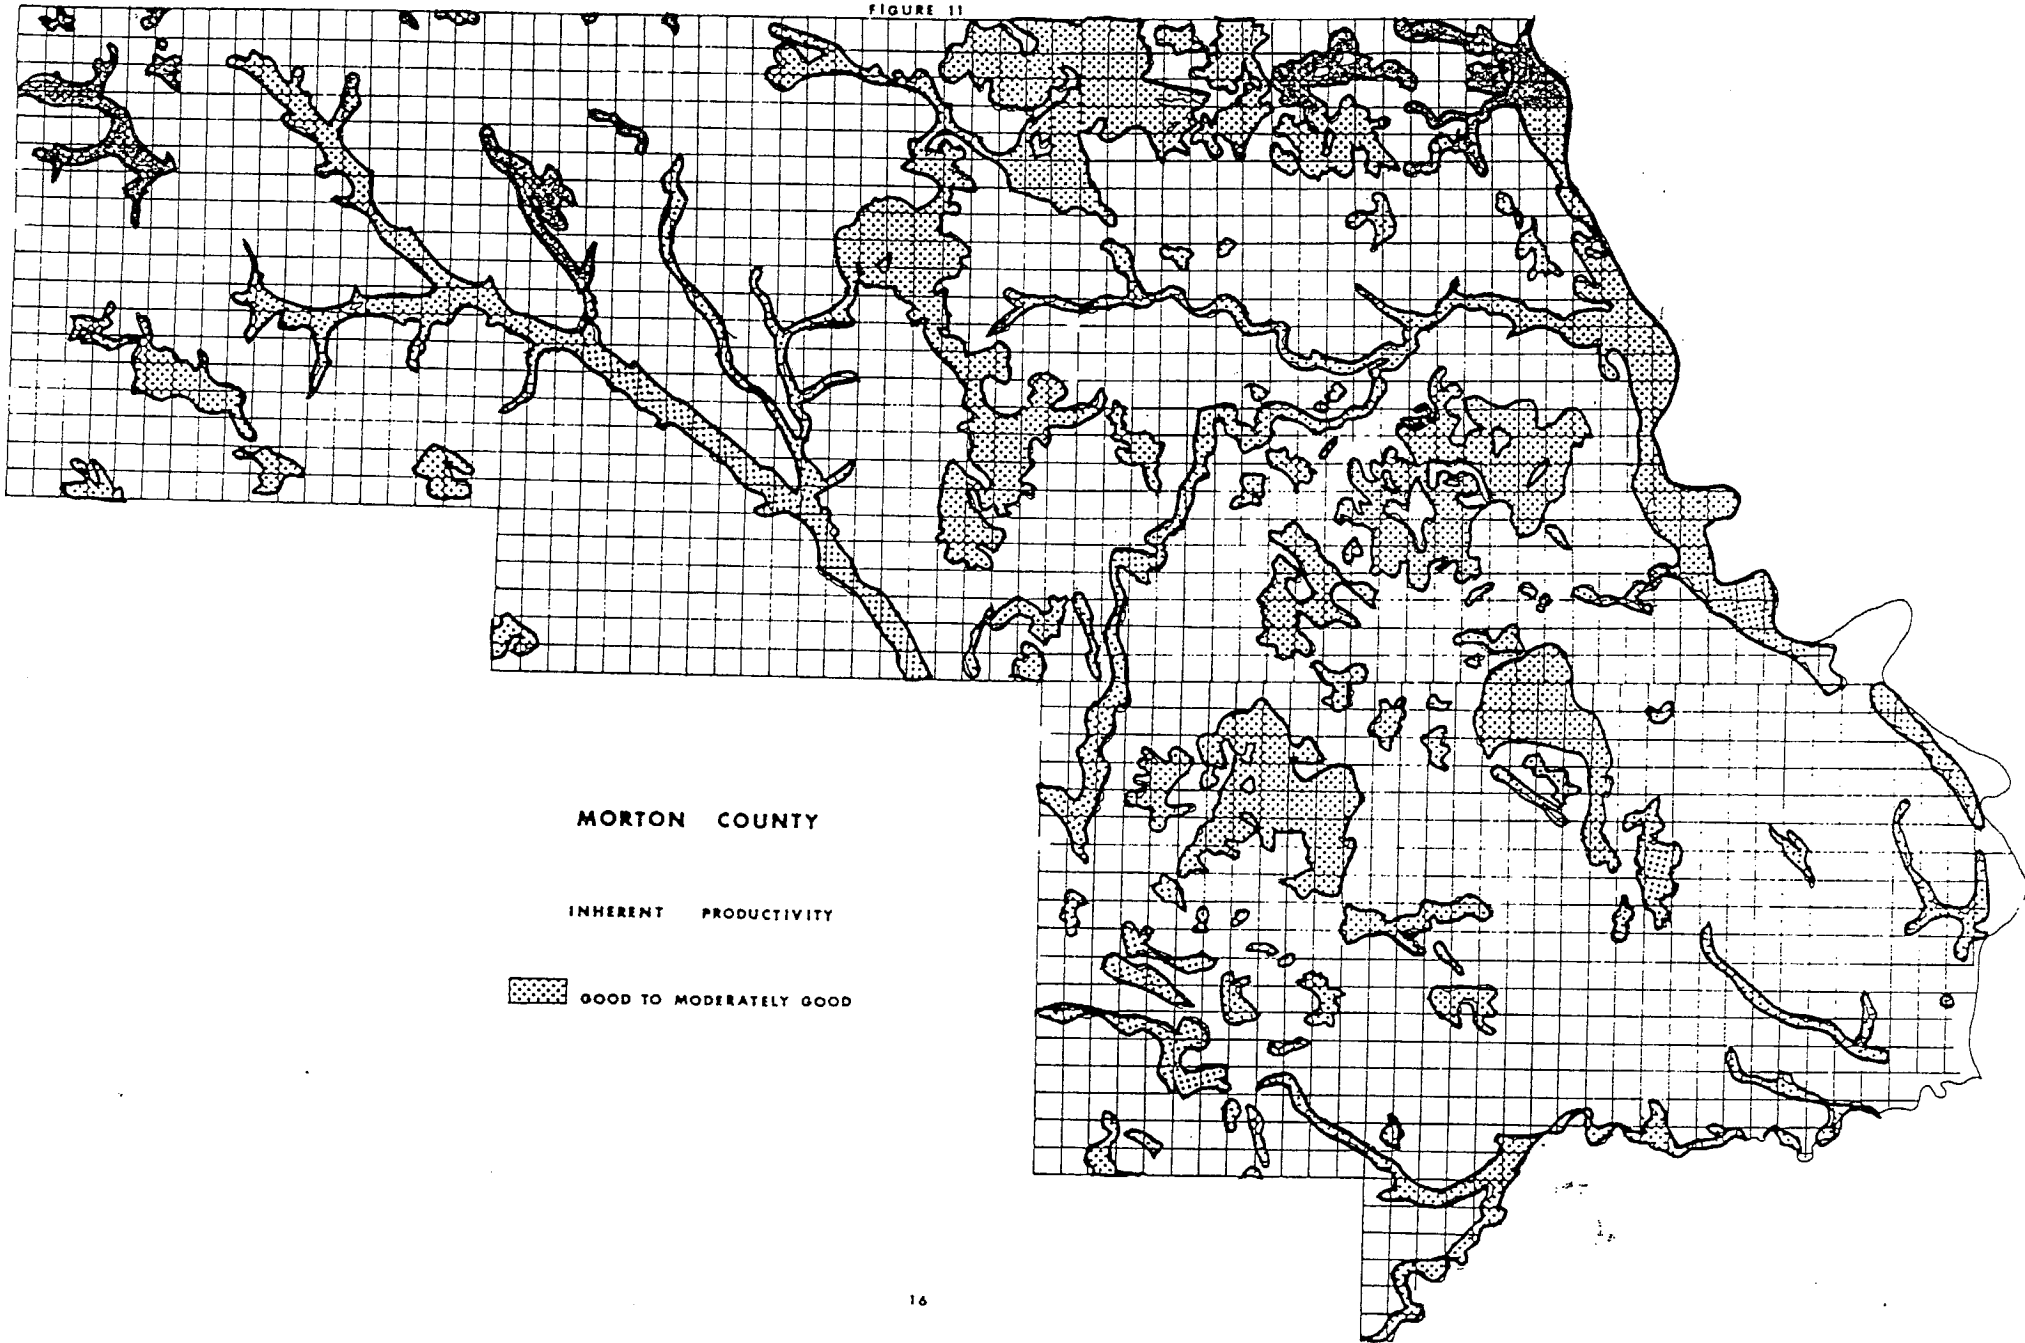 FIGURE 11
MORTON COUNTY
INHERENT PRODUCTIVITY
GOOD TO MODERATELY GOOD
16